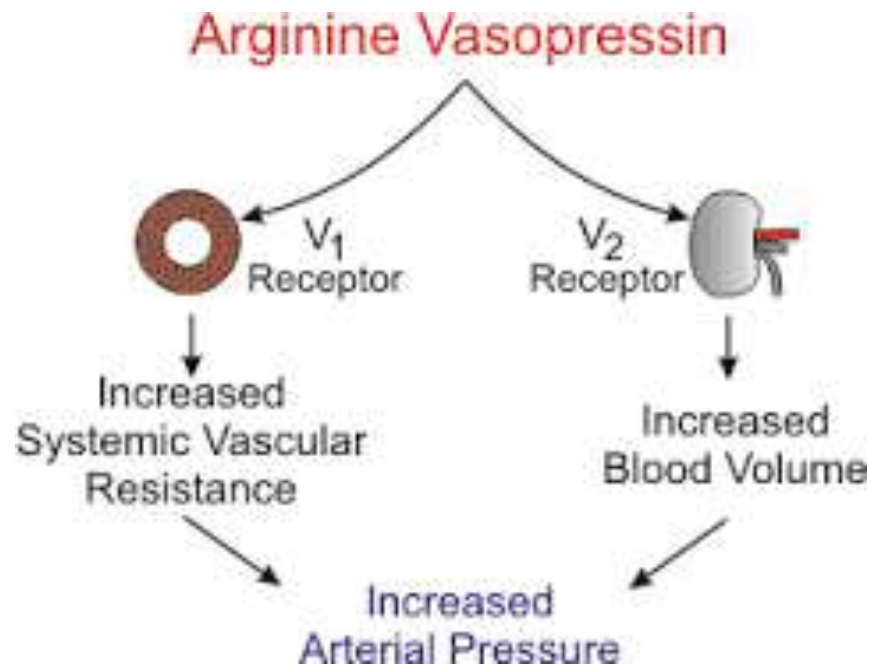 Arginine Vasopressin
V₁
Receptor
V₂
Receptor
Increased
Systemic Vascular
Resistance
Increased
Blood Volume
Increased
Arterial Pressure